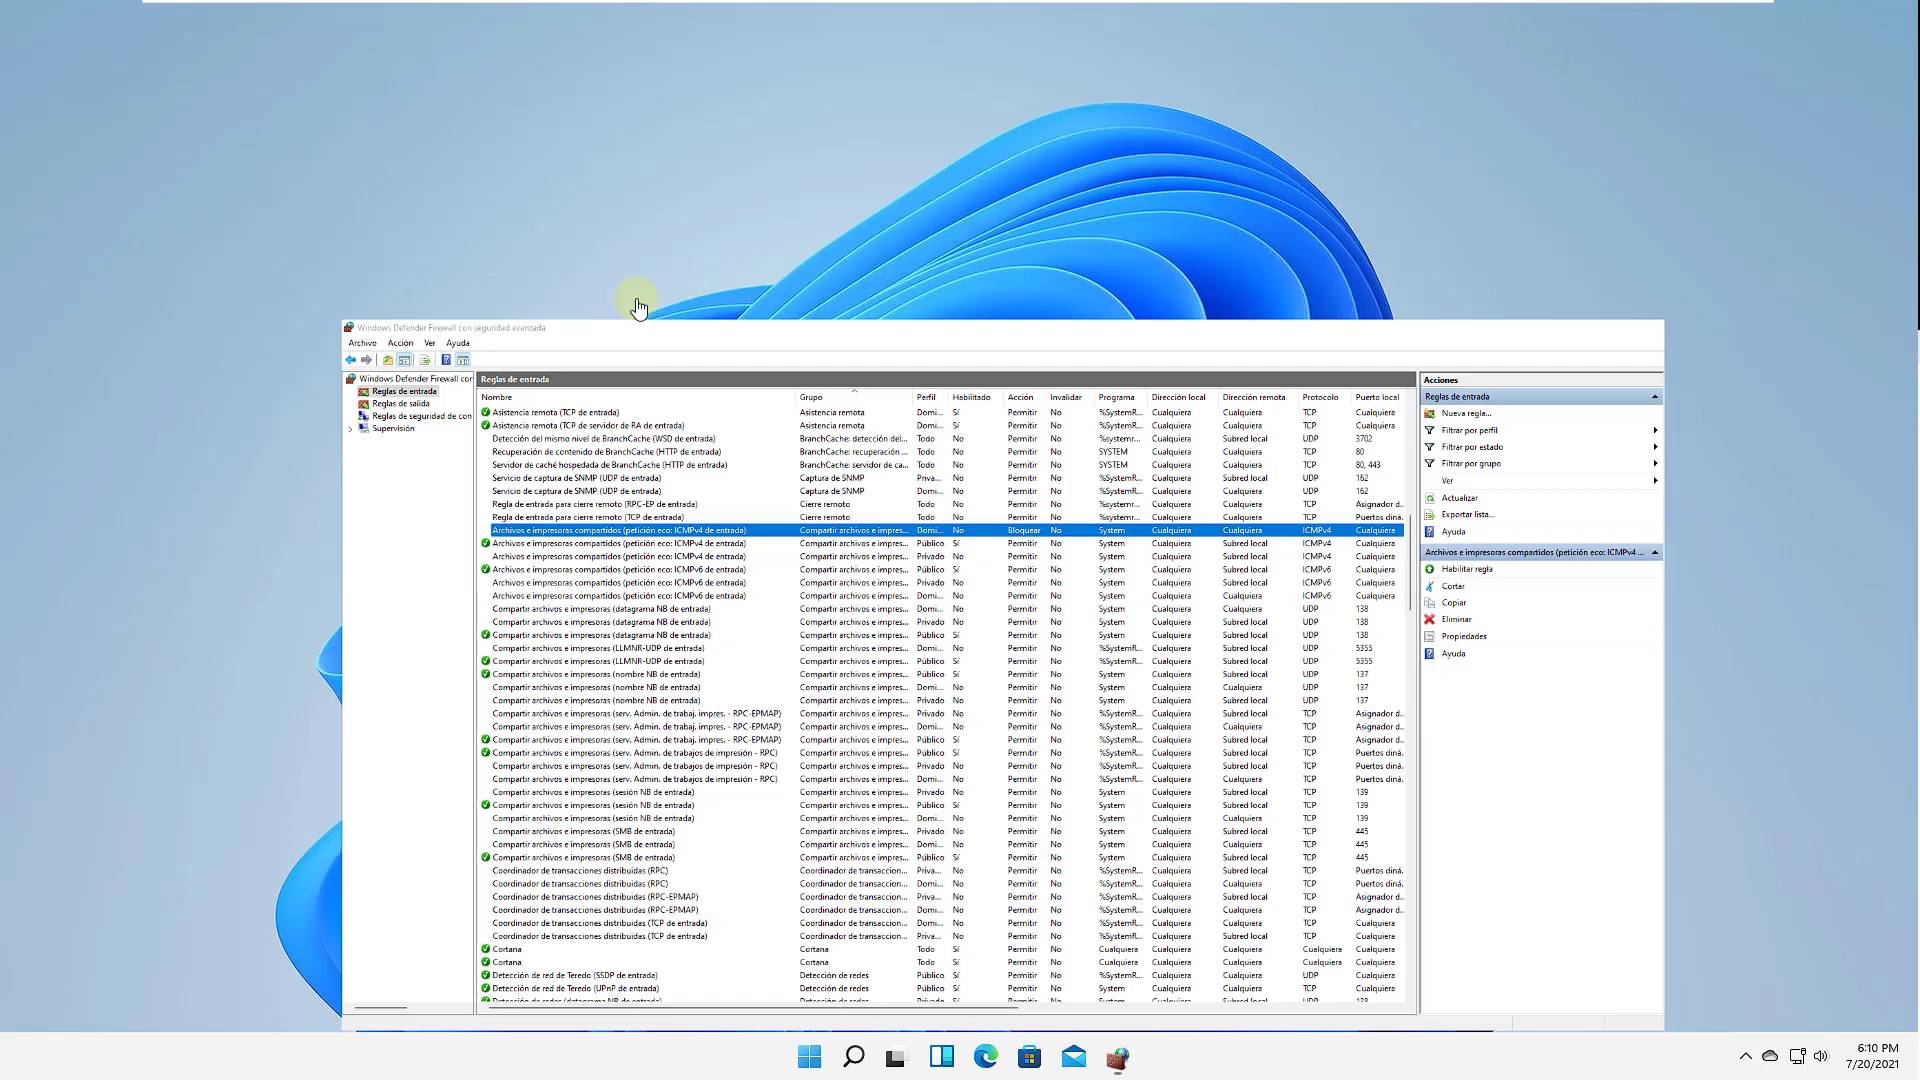 Windows Defender Firewall con seguridad avanzada
Archivo Acción Ver Ayuda
Windows Defender Firewall con
Reglas de entrada
Reglas de salida
Reglas de seguridad de con
Supervisión
Reglas de entrada
Nombre Grupo Perfil Habilitado Acción Invalidar Programa Dirección local Dirección remota Protocolo Puerto local
Asistencia remota (TCP de entrada) Asistencia remota Domi... Sí Permitir No %SystemR... Cualquiera Cualquiera TCP Cualquiera
Asistencia remota (TCP de servidor de RA de entrada) Asistencia remota Domi... Sí Permitir No %SystemR... Cualquiera Cualquiera TCP Cualquiera
Detección del mismo nivel de BranchCache (WSD de entrada) BranchCache: detección del... Todo No Permitir No %systemr... Cualquiera Subred local UDP 3702
Recuperación de contenido de BranchCache (HTTP de entrada) BranchCache: recuperación ... Todo No Permitir No SYSTEM Cualquiera Cualquiera TCP 80
Servidor de caché hospedada de BranchCache (HTTP de entrada) BranchCache: servidor de ca... Todo No Permitir No SYSTEM Cualquiera Cualquiera TCP 80, 443
Servicio de captura de SNMP (UDP de entrada) Captura de SNMP Priva... No Permitir No %SystemR... Cualquiera Subred local UDP 162
Servicio de captura de SNMP (UDP de entrada) Captura de SNMP Domi... No Permitir No %SystemR... Cualquiera Cualquiera UDP 162
Regla de entrada para cierre remoto (RPC-EP de entrada) Cierre remoto Todo No Permitir No %systemr... Cualquiera Cualquiera TCP Asignador d...
Regla de entrada para cierre remoto (TCP de entrada) Cierre remoto Todo No Permitir No %systemr... Cualquiera Cualquiera TCP Puertos diná...
Archivos e impresoras compartidos (petición eco: ICMPv4 de entrada) Compartir archivos e impres... Domi... No Bloquear No System Cualquiera Cualquiera ICMPv4 Cualquiera
Archivos e impresoras compartidos (petición eco: ICMPv4 de entrada) Compartir archivos e impres... Público Sí Permitir No System Cualquiera Subred local ICMPv4 Cualquiera
Archivos e impresoras compartidos (petición eco: ICMPv4 de entrada) Compartir archivos e impres... Privado No Permitir No System Cualquiera Subred local ICMPv4 Cualquiera
Archivos e impresoras compartidos (petición eco: ICMPv6 de entrada) Compartir archivos e impres... Público Sí Permitir No System Cualquiera Subred local ICMPv6 Cualquiera
Archivos e impresoras compartidos (petición eco: ICMPv6 de entrada) Compartir archivos e impres... Privado No Permitir No System Cualquiera Subred local ICMPv6 Cualquiera
Archivos e impresoras compartidos (petición eco: ICMPv6 de entrada) Compartir archivos e impres... Domi... No Permitir No System Cualquiera Cualquiera ICMPv6 Cualquiera
Compartir archivos e impresoras (datagrama NB de entrada) Compartir archivos e impres... Domi... No Permitir No System Cualquiera Cualquiera UDP 138
Compartir archivos e impresoras (datagrama NB de entrada) Compartir archivos e impres... Privado No Permitir No System Cualquiera Subred local UDP 138
Compartir archivos e impresoras (datagrama NB de entrada) Compartir archivos e impres... Público Sí Permitir No System Cualquiera Subred local UDP 138
Compartir archivos e impresoras (LLMNR-UDP de entrada) Compartir archivos e impres... Domi... No Permitir No %SystemR... Cualquiera Subred local UDP 5355
Compartir archivos e impresoras (LLMNR-UDP de entrada) Compartir archivos e impres... Público Sí Permitir No %SystemR... Cualquiera Subred local UDP 5355
Compartir archivos e impresoras (nombre NB de entrada) Compartir archivos e impres... Público Sí Permitir No System Cualquiera Subred local UDP 137
Compartir archivos e impresoras (nombre NB de entrada) Compartir archivos e impres... Domi... No Permitir No System Cualquiera Cualquiera UDP 137
Compartir archivos e impresoras (nombre NB de entrada) Compartir archivos e impres... Privado No Permitir No System Cualquiera Subred local UDP 137
Compartir archivos e impresoras (serv. Admin. de trabaj. impres. - RPC-EPMAP) Compartir archivos e impres... Privado No Permitir No %SystemR... Cualquiera Subred local TCP Asignador d...
Compartir archivos e impresoras (serv. Admin. de trabaj. impres. - RPC-EPMAP) Compartir archivos e impres... Domi... No Permitir No %SystemR... Cualquiera Cualquiera TCP Asignador d...
Compartir archivos e impresoras (serv. Admin. de trabaj. impres. - RPC-EPMAP) Compartir archivos e impres... Público Sí Permitir No %SystemR... Cualquiera Subred local TCP Asignador d...
Compartir archivos e impresoras (serv. Admin. de trabajos de impresión - RPC) Compartir archivos e impres... Público Sí Permitir No %SystemR... Cualquiera Subred local TCP Puertos diná.
Compartir archivos e impresoras (serv. Admin. de trabajos de impresión - RPC) Compartir archivos e impres... Privado No Permitir No %SystemR... Cualquiera Subred local TCP Puertos diná.
Compartir archivos e impresoras (serv. Admin. de trabajos de impresión - RPC) Compartir archivos e impres... Domi... No Permitir No %SystemR... Cualquiera Cualquiera TCP Puertos diná.
Compartir archivos e impresoras (sesión NB de entrada) Compartir archivos e impres... Privado No Permitir No System Cualquiera Subred local TCP 139
Compartir archivos e impresoras (sesión NB de entrada) Compartir archivos e impres... Público Sí Permitir No System Cualquiera Subred local TCP 139
Compartir archivos e impresoras (sesión NB de entrada) Compartir archivos e impres... Domi... No Permitir No System Cualquiera Cualquiera TCP 139
Compartir archivos e impresoras (SMB de entrada) Compartir archivos e impres... Privado No Permitir No System Cualquiera Subred local TCP 445
Compartir archivos e impresoras (SMB de entrada) Compartir archivos e impres... Domi... No Permitir No System Cualquiera Cualquiera TCP 445
Compartir archivos e impresoras (SMB de entrada) Compartir archivos e impres... Público Sí Permitir No System Cualquiera Subred local TCP 445
Coordinador de transacciones distribuidas (RPC) Coordinador de transaccion... Priva... No Permitir No %SystemR... Cualquiera Subred local TCP Puertos diná.
Coordinador de transacciones distribuidas (RPC) Coordinador de transaccion... Domi... No Permitir No %SystemR... Cualquiera Cualquiera TCP Puertos diná.
Coordinador de transacciones distribuidas (RPC-EPMAP) Coordinador de transaccion... Priva... No Permitir No %SystemR... Cualquiera Subred local TCP Asignador d...
Coordinador de transacciones distribuidas (RPC-EPMAP) Coordinador de transaccion... Domi... No Permitir No %SystemR... Cualquiera Cualquiera TCP Asignador d...
Coordinador de transacciones distribuidas (TCP de entrada) Coordinador de transaccion... Domi... No Permitir No %SystemR... Cualquiera Cualquiera TCP Cualquiera
Coordinador de transacciones distribuidas (TCP de entrada) Coordinador de transaccion... Priva... No Permitir No %SystemR... Cualquiera Subred local TCP Cualquiera
Cortana Cortana Todo Sí Permitir No Cualquiera Cualquiera Cualquiera Cualquiera Cualquiera
Cortana Cortana Todo Sí Permitir No Cualquiera Cualquiera Cualquiera Cualquiera Cualquiera
Detección de red de Teredo (SSDP de entrada) Detección de redes Público Sí Permitir No %SystemR... Cualquiera Cualquiera UDP Cualquiera
Detección de red de Teredo (UPnP de entrada) Detección de redes Público Sí Permitir No System Cualquiera Cualquiera TCP Cualquiera
Detección de redes (datagrama NB de entrada) Detección de redes Privado Sí Permitir No System Cualquiera Subred local UDP 138
Acciones
Reglas de entrada
Nueva regla...
Filtrar por perfil
Filtrar por estado
Filtrar por grupo
Ver
Actualizar
Exportar lista...
Ayuda
Archivos e impresoras compartidos (petición eco: ICMPv4 ...
Habilitar regla
Cortar
Copiar
Eliminar
Propiedades
Ayuda
6:10 PM
7/20/2021